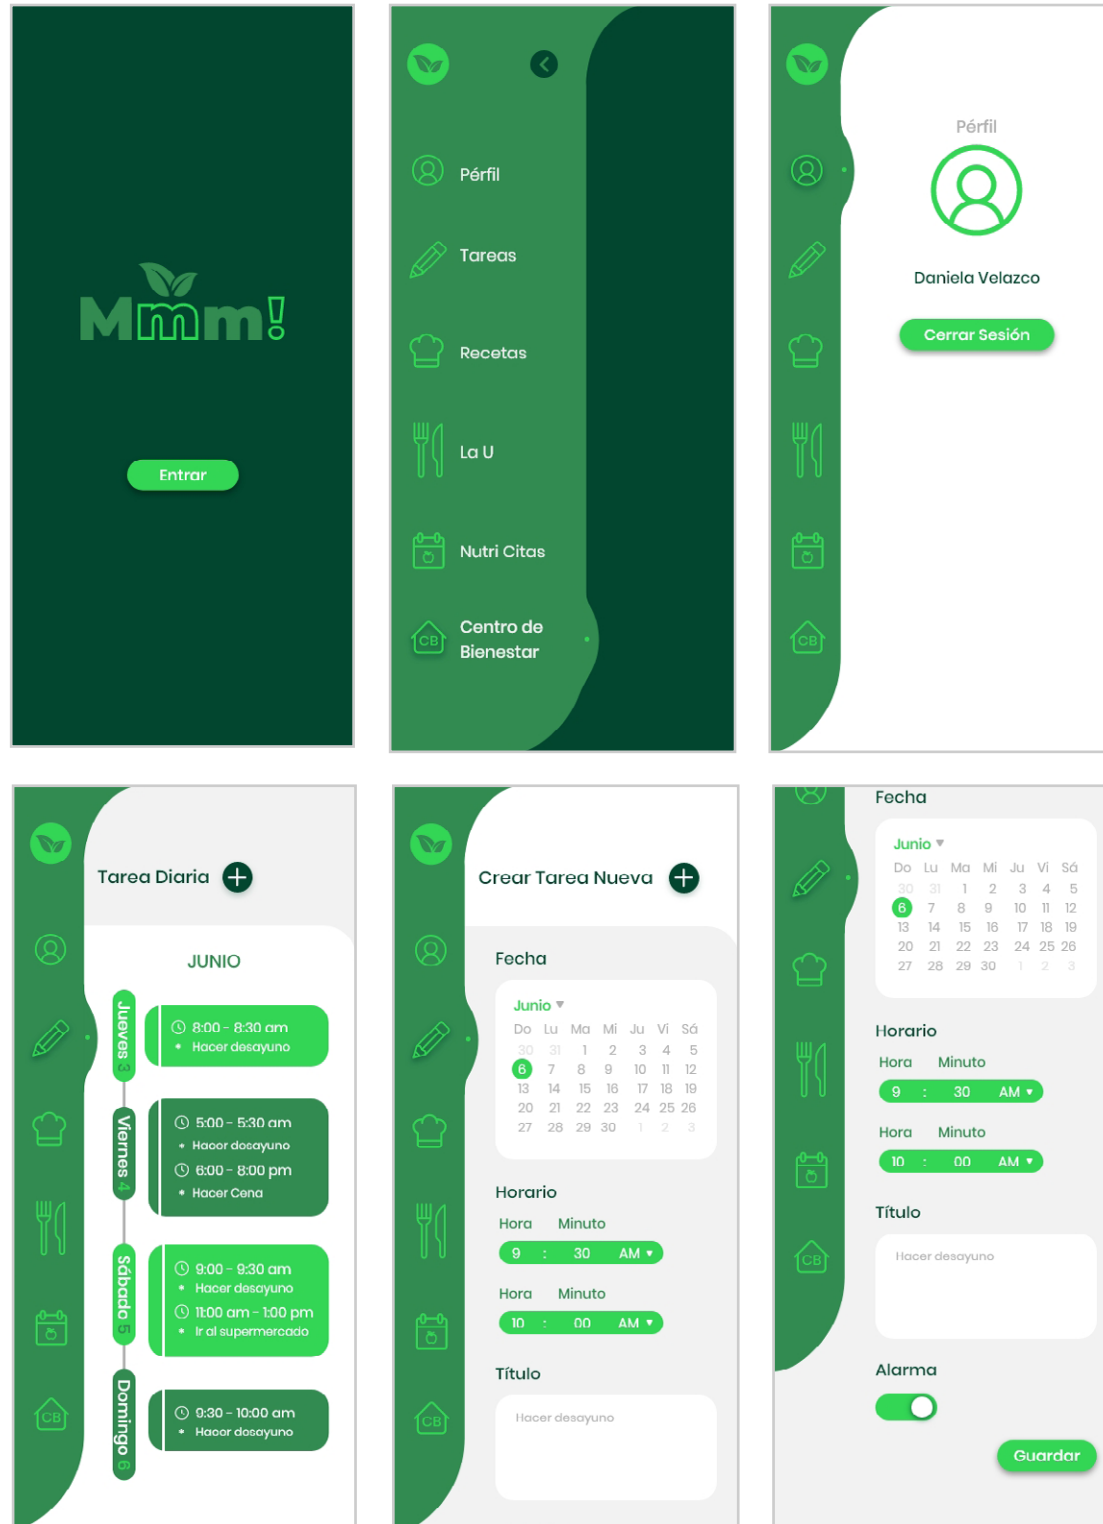 Mmm!
Entrar
Pérfil
Tareas
Recetas
La U
Nutri Citas
CB
Centro de
Bienestar
Pérfil
Daniela Velazco
Cerrar Sesión
CB
Tarea Diaria
JUNIO
Jueves 3
8:00 - 8:30 am
* Hacer desayuno
Viernes 4
5:00 - 5:30 am
* Hacer desayuno
6:00 - 8:00 pm
* Hacer Cena
Sábado 5
9:00 - 9:30 am
* Hacer desayuno
11:00 am - 1:00 pm
* Ir al supermercado
Domingo 6
9:30 - 10:00 am
* Hacer desayuno
CB
Crear Tarea Nueva
Fecha
Junio
Do Lu Ma Mi Ju Vi Sá
30 31 1 2 3 4 5
6 7 8 9 10 11 12
13 14 15 16 17 18 19
20 21 22 23 24 25 26
27 28 29 30 1 2 3
Horario
Hora Minuto
9 : 30 AM
Hora Minuto
10 : 00 AM
Título
Hacer desayuno
CB
Fecha
Junio
Do Lu Ma Mi Ju Vi Sá
30 31 1 2 3 4 5
6 7 8 9 10 11 12
13 14 15 16 17 18 19
20 21 22 23 24 25 26
27 28 29 30 1 2 3
Horario
Hora Minuto
9 : 30 AM
Hora Minuto
10 : 00 AM
Título
Hacer desayuno
CB
Alarma
Guardar